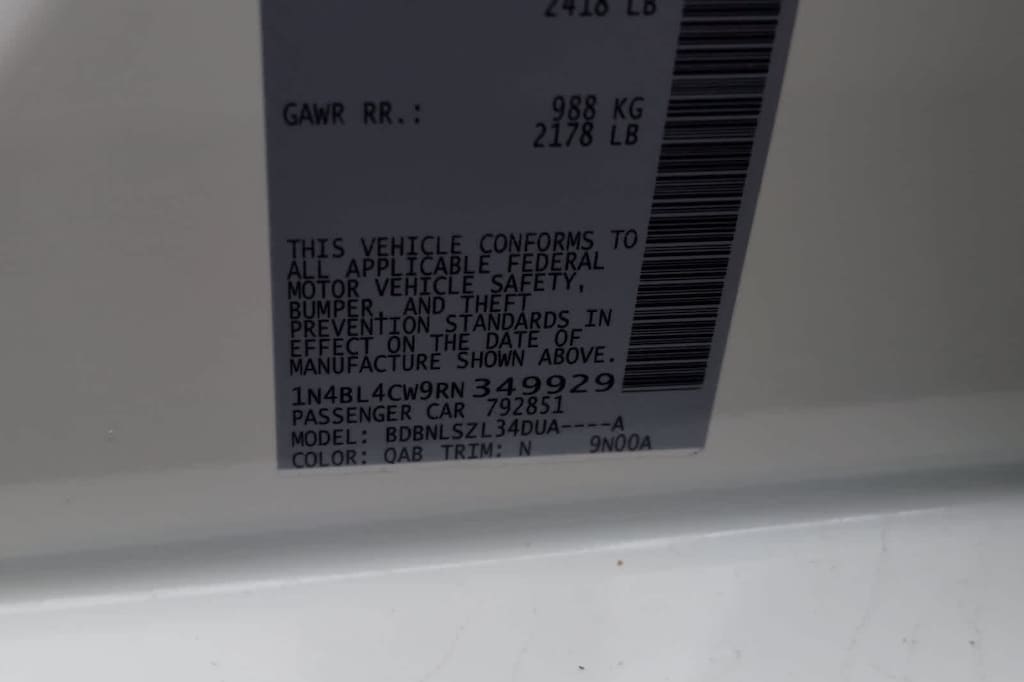 2418 LB
GAWR RR.: 988 KG
2178 LB
THIS VEHICLE CONFORMS TO
ALL APPLICABLE FEDERAL
MOTOR VEHICLE SAFETY,
BUMPER, AND THEFT
PREVENTION STANDARDS IN
EFFECT ON THE DATE OF
MANUFACTURE SHOWN ABOVE.
1N4BL4CW9RN 349929
PASSENGER CAR 792851
MODEL: BDBNLSZL34DUA----A
COLOR: QAB TRIM: N 9N00A